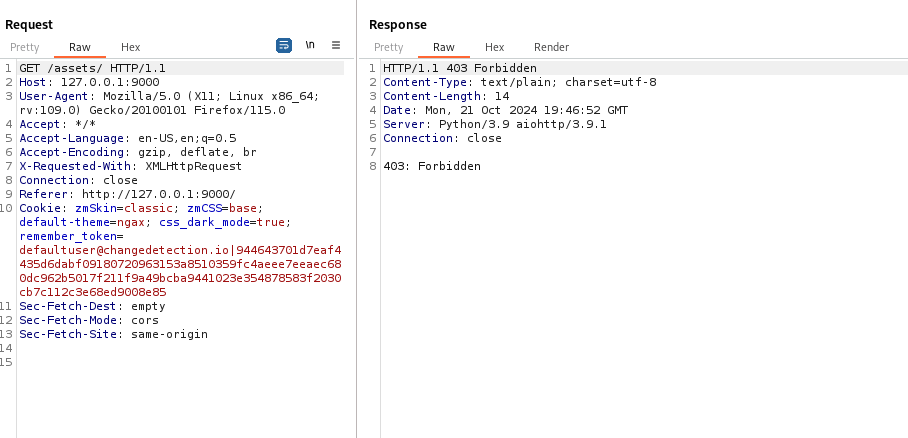 Request
Pretty Raw Hex \n
1 GET /assets/ HTTP/1.1
2 Host: 127.0.0.1:9000
3 User-Agent: Mozilla/5.0 (X11; Linux x86_64;
rv:109.0) Gecko/20100101 Firefox/115.0
4 Accept: */*
5 Accept-Language: en-US,en;q=0.5
6 Accept-Encoding: gzip, deflate, br
7 X-Requested-With: XMLHttpRequest
8 Connection: close
9 Referer: http://127.0.0.1:9000/
10 Cookie: zmSkin=classic; zmCSS=base;
default-theme=ngax; css_dark_mode=true;
remember_token=
defaultuser@changedetection.io|944643701d7eaf4
435d6dabf09180720963153a8510359fc4aeee7eeaec68
0dc962b5017f211f9a49bcba9441023e354878583f2030
cb7c112c3e68ed9008e85
11 Sec-Fetch-Dest: empty
12 Sec-Fetch-Mode: cors
13 Sec-Fetch-Site: same-origin
14
15
Response
Pretty Raw Hex Render
1 HTTP/1.1 403 Forbidden
2 Content-Type: text/plain; charset=utf-8
3 Content-Length: 14
4 Date: Mon, 21 Oct 2024 19:46:52 GMT
5 Server: Python/3.9 aiohttp/3.9.1
6 Connection: close
7
8 403: Forbidden